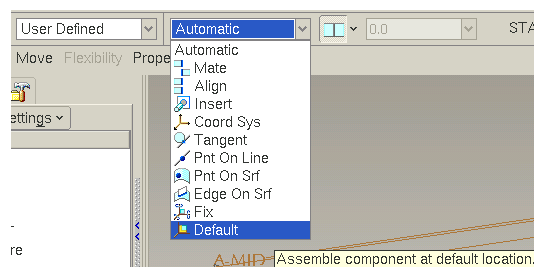 User Defined Automatic 0.0 STA
Move Flexibility Prope
Automatic
Mate
Align
Insert
ettings
Coord Sys
Tangent
Pnt On Line
Pnt On Srf
Edge On Srf
Fix
Default
re
A-MID
Assemble component at default location.